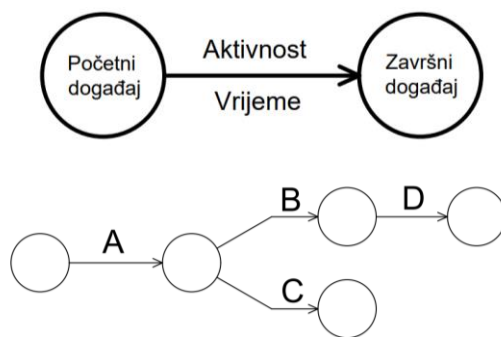 Početni
događaj
Aktivnost
Vrijeme
Završni
događaj
A
B
D
C